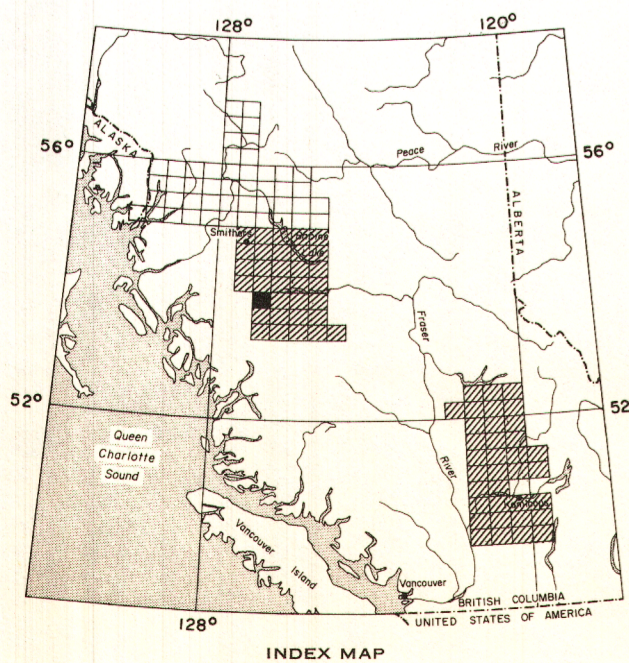 128°
120°
ALASKA
56°
Peace River
56°
ALBERTA
Smithers
Babine
Lake
Fraser
52°
52
Queen
Charlotte
Sound
River
Kamloops
Vancouver
Island
Vancouver
BRITISH COLUMBIA
UNITED STATES OF AMERICA
128°
INDEX MAP